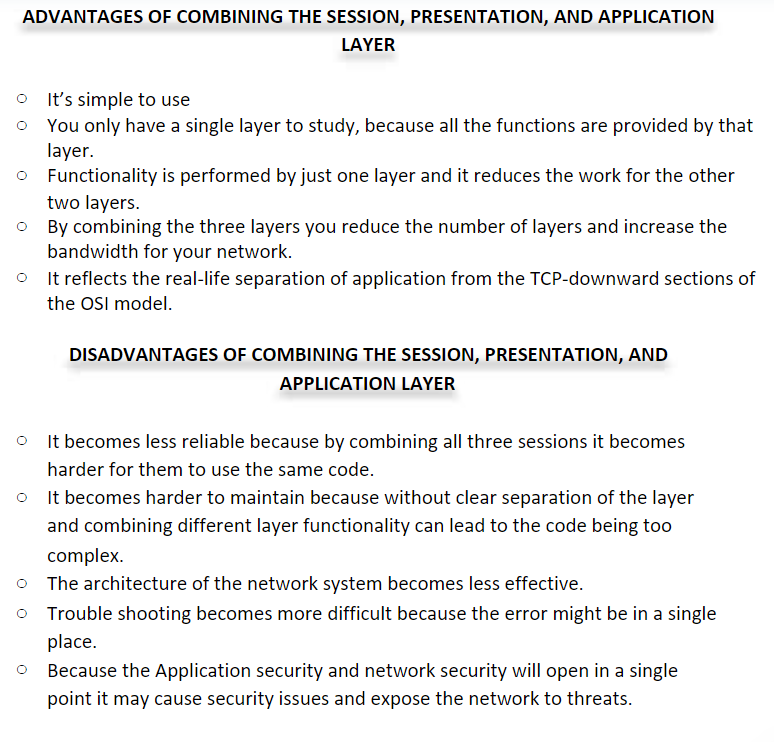 ADVANTAGES OF COMBINING THE SESSION, PRESENTATION, AND APPLICATION
LAYER
○ It’s simple to use
○ You only have a single layer to study, because all the functions are provided by that
layer.
○ Functionality is performed by just one layer and it reduces the work for the other
two layers.
○ By combining the three layers you reduce the number of layers and increase the
bandwidth for your network.
○ It reflects the real-life separation of application from the TCP-downward sections of
the OSI model.
DISADVANTAGES OF COMBINING THE SESSION, PRESENTATION, AND
APPLICATION LAYER
○ It becomes less reliable because by combining all three sessions it becomes
harder for them to use the same code.
○ It becomes harder to maintain because without clear separation of the layer
and combining different layer functionality can lead to the code being too
complex.
○ The architecture of the network system becomes less effective.
○ Trouble shooting becomes more difficult because the error might be in a single
place.
○ Because the Application security and network security will open in a single
point it may cause security issues and expose the network to threats.